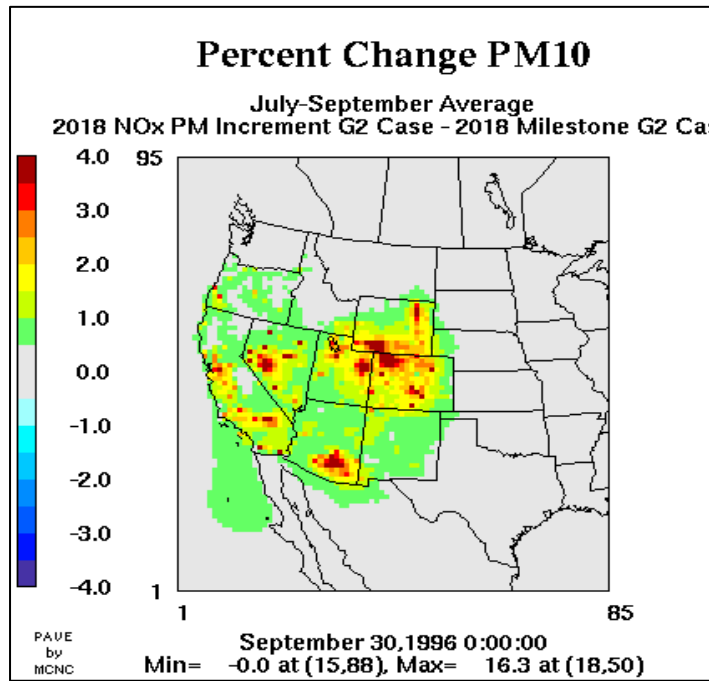 Percent Change PM10
July-September Average
2018 NOx PM Increment G2 Case - 2018 Milestone G2 Cas
4.0
3.0
2.0
1.0
0.0
-1.0
-2.0
-3.0
-4.0
95
1
1
85
PAVE
by
MCNC
September 30,1996 0:00:00
Min= -0.0 at (15,88), Max= 16.3 at (18,50)